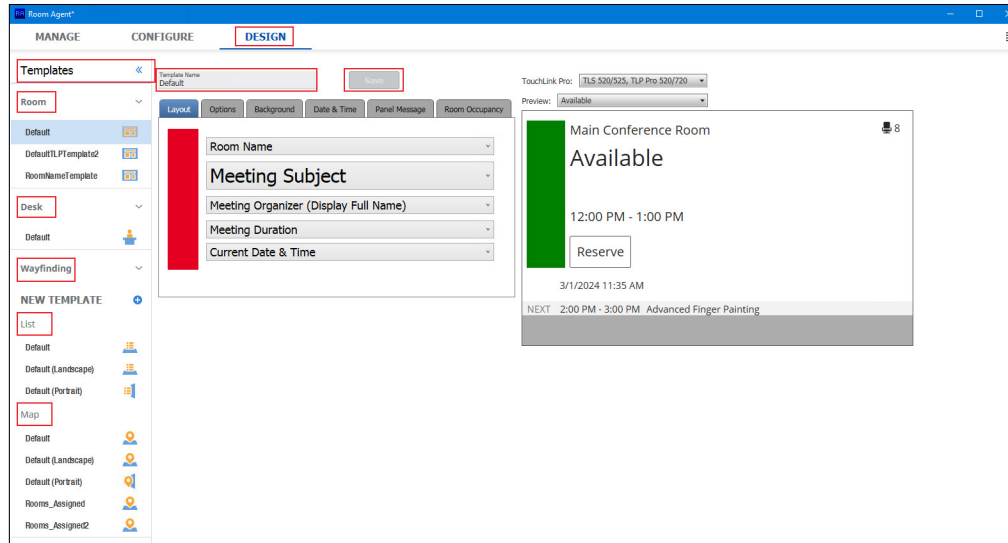 RA Room Agent*
MANAGE CONFIGURE DESIGN
Templates «
Room
Default
DefaultTLPTemplate2
RoomNameTemplate
Desk
Default
Wayfinding
NEW TEMPLATE
List
Default
Default (Landscape)
Default (Portrait)
Map
Default
Default (Landscape)
Default (Portrait)
Rooms_Assigned
Rooms_Assigned2
Template Name
Default
Save
Layout Options Background Date & Time Panel Message Room Occupancy
Room Name
Meeting Subject
Meeting Organizer (Display Full Name)
Meeting Duration
Current Date & Time
TouchLink Pro: TLS 520/525, TLP Pro 520/720
Preview: Available
Main Conference Room 8
Available
12:00 PM - 1:00 PM
Reserve
3/1/2024 11:35 AM
NEXT 2:00 PM - 3:00 PM Advanced Finger Painting